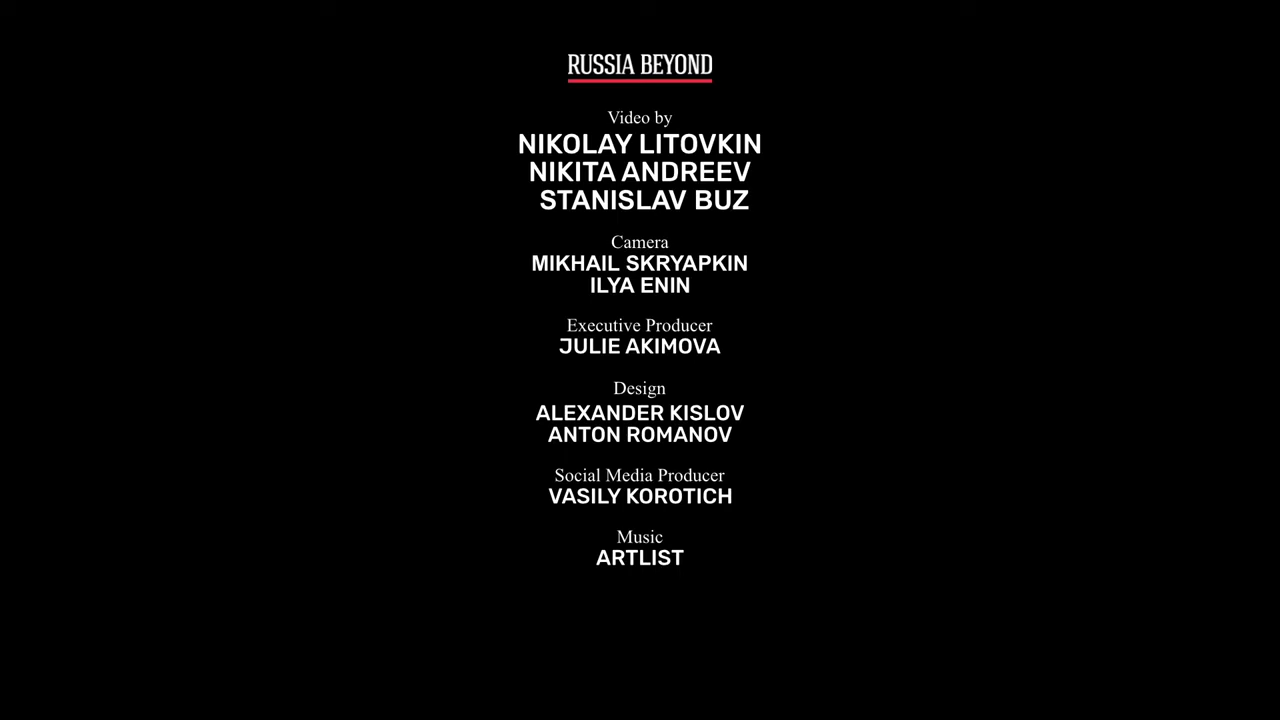 RUSSIA BEYOND
Video by
NIKOLAY LITOVKIN
NIKITA ANDREEV
STANISLAV BUZ
Camera
MIKHAIL SKRYAPKIN
ILYA ENIN
Executive Producer
JULIE AKIMOVA
Design
ALEXANDER KISLOV
ANTON ROMANOV
Social Media Producer
VASILY KOROTICH
Music
ARTLIST